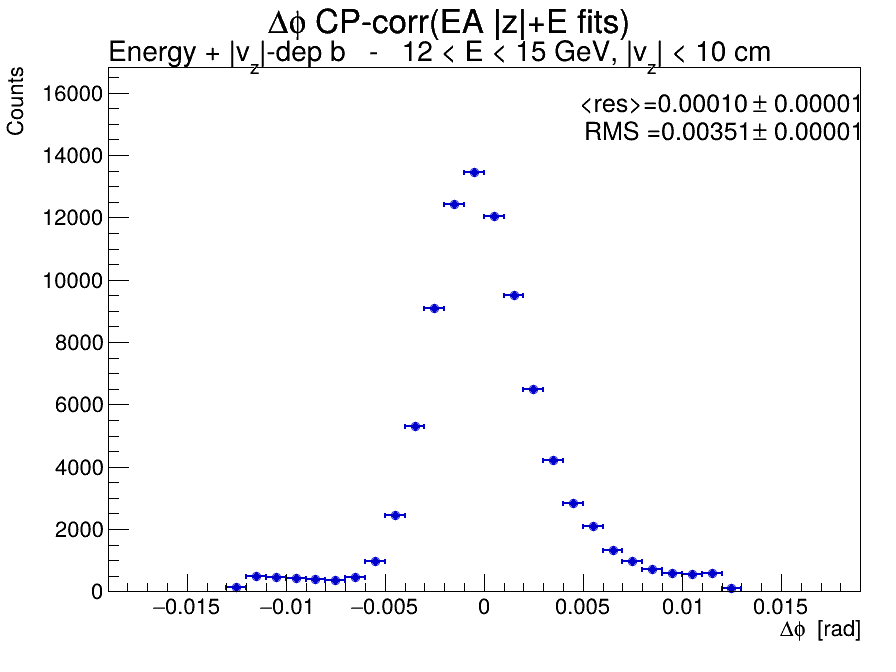 Δϕ CP-corr(EA |z|+E fits)
Energy + |v_z|-dep b - 12 < E < 15 GeV, |v_z| < 10 cm
Counts
<res>=0.00010 ± 0.00001
RMS =0.00351± 0.00001
16000
14000
12000
10000
8000
6000
4000
2000
0
−0.015 −0.01 −0.005 0 0.005 0.01 0.015
Δϕ [rad]